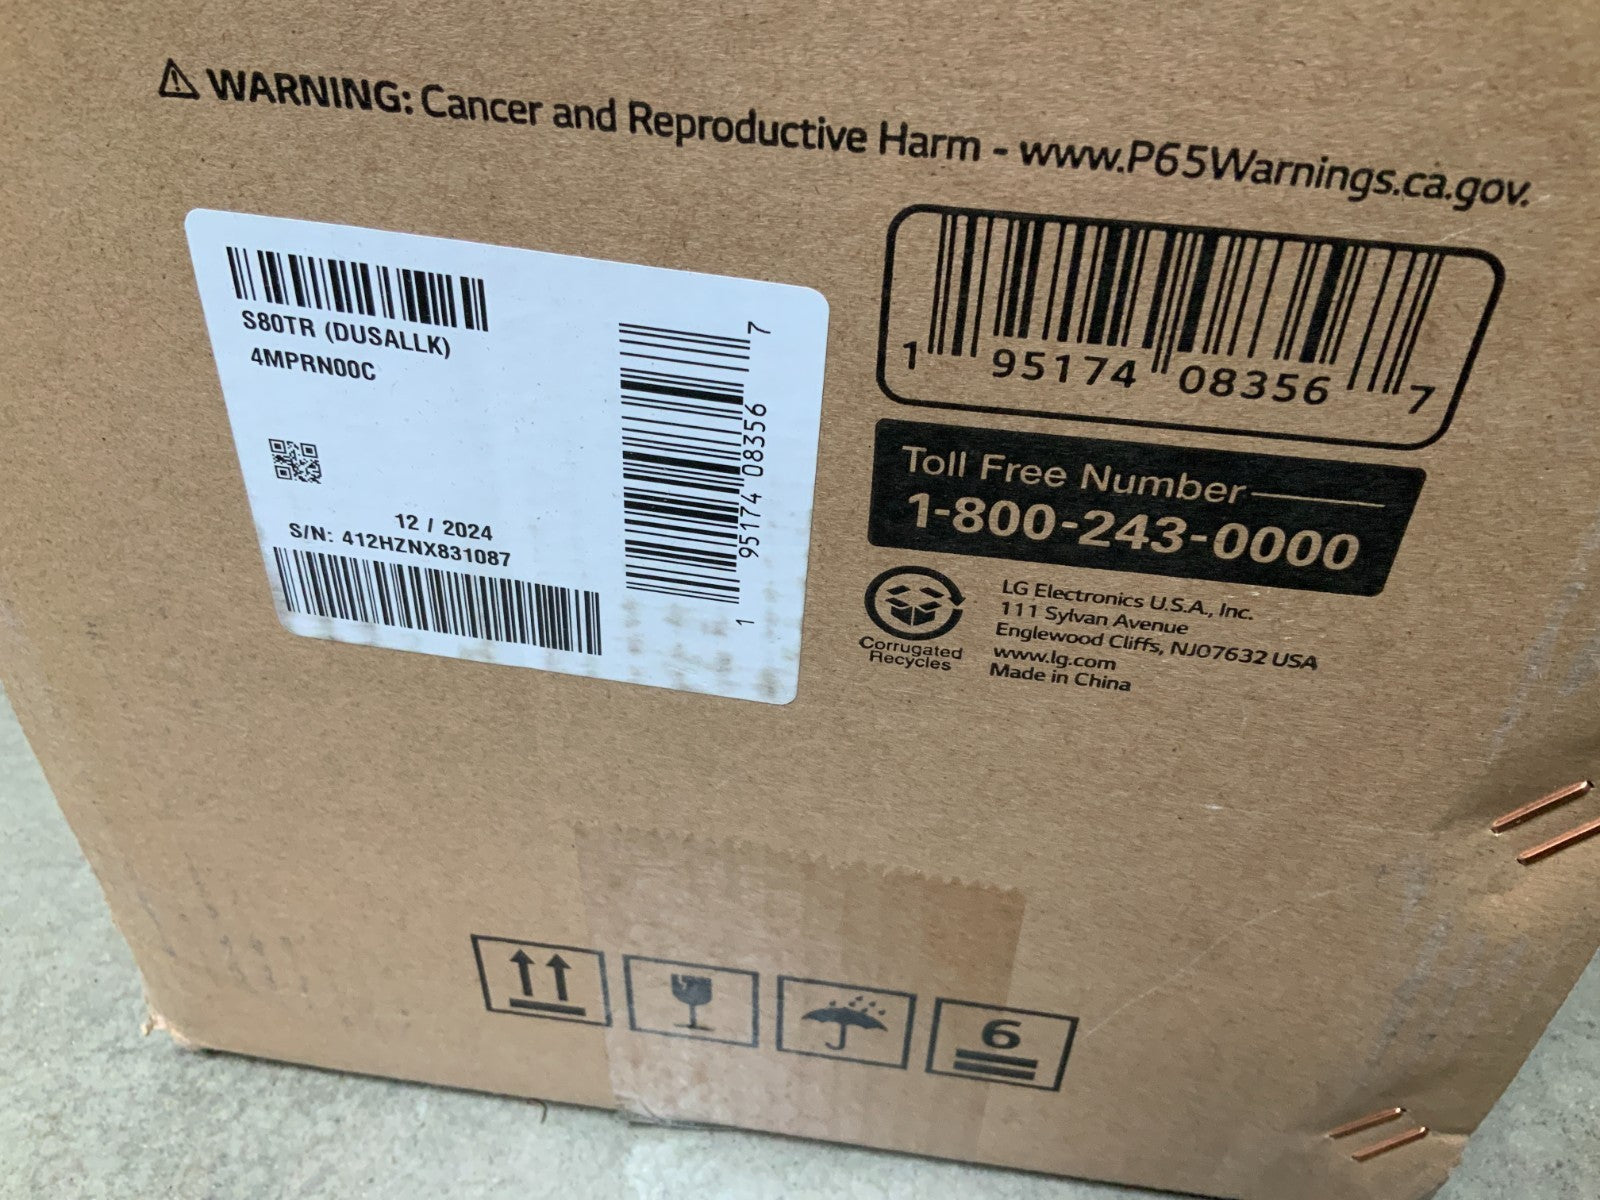 ⚠ WARNING: Cancer and Reproductive Harm - www.P65Warnings.ca.gov.
S80TR (DUSALLK)
4MPRN00C
12 / 2024
S/N: 412HZNX831087
1 95174 08356 7
1 95174 08356 7
Toll Free Number
1-800-243-0000
Corrugated
Recycles
LG Electronics U.S.A., Inc.
111 Sylvan Avenue
Englewood Cliffs, NJ07632 USA
www.lg.com
Made in China
6